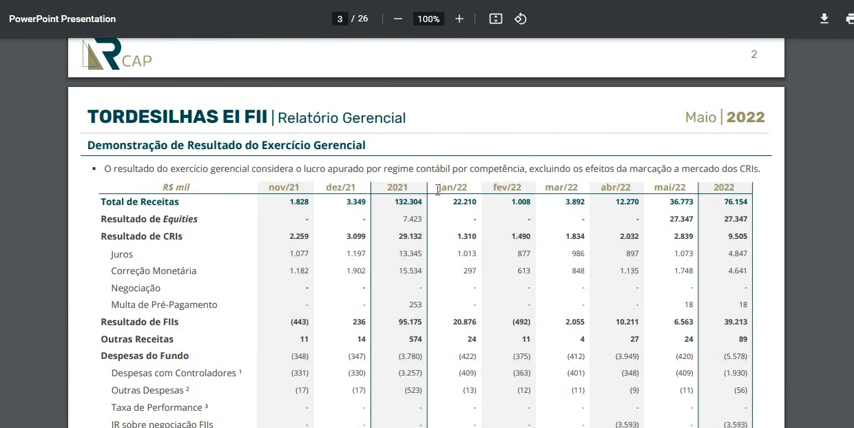 PowerPoint Presentation 3 / 26 100%
RCAP 2
TORDESILHAS EI FII | Relatório Gerencial Maio | 2022
Demonstração de Resultado do Exercício Gerencial
▪ O resultado do exercício gerencial considera o lucro apurado por regime contábil por competência, excluindo os efeitos da marcação a mercado dos CRIs.
R$ mil nov/21 dez/21 2021 jan/22 fev/22 mar/22 abr/22 mai/22 2022
Total de Receitas 1.828 3.349 132.304 22.210 1.008 3.892 12.270 36.773 76.154
Resultado de Equities - - 7.423 - - - - 27.347 27.347
Resultado de CRIs 2.259 3.099 29.132 1.310 1.490 1.834 2.032 2.839 9.505
Juros 1.077 1.197 13.345 1.013 877 986 897 1.073 4.847
Correção Monetária 1.182 1.902 15.534 297 613 848 1.135 1.748 4.641
Negociação - - - - - - - - -
Multa de Pré-Pagamento - - 253 - - - - 18 18
Resultado de FIIs (443) 236 95.175 20.876 (492) 2.055 10.211 6.563 39.213
Outras Receitas 11 14 574 24 11 4 27 24 89
Despesas do Fundo (348) (347) (3.780) (422) (375) (412) (3.949) (420) (5.578)
Despesas com Controladores ¹ (331) (330) (3.257) (409) (363) (401) (348) (409) (1.930)
Outras Despesas ² (17) (17) (523) (13) (12) (11) (9) (11) (56)
Taxa de Performance ³ - - - - - - - - -
IR sobre negociação FIIs - - - - - - (3.593) - (3.593)